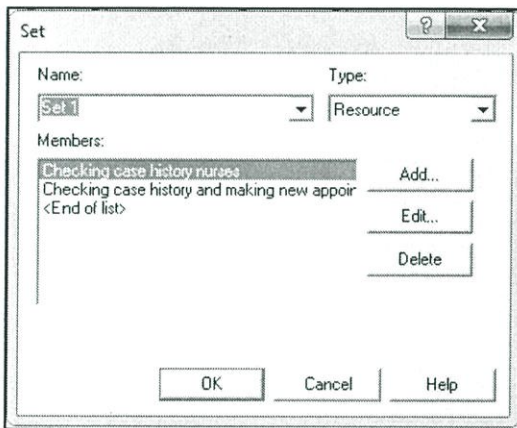 Set
?
X
Name:
Type:
Set 1
Resource
Members:
Checking case history nurses
Checking case history and making new appoir
<End of list>
Add...
Edit...
Delete
OK
Cancel
Help